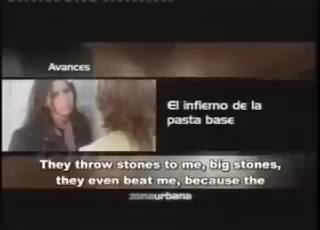 Avances
El infierno de la
pasta base
They throw stones to me, big stones,
they even beat me, because the
zonaurbana